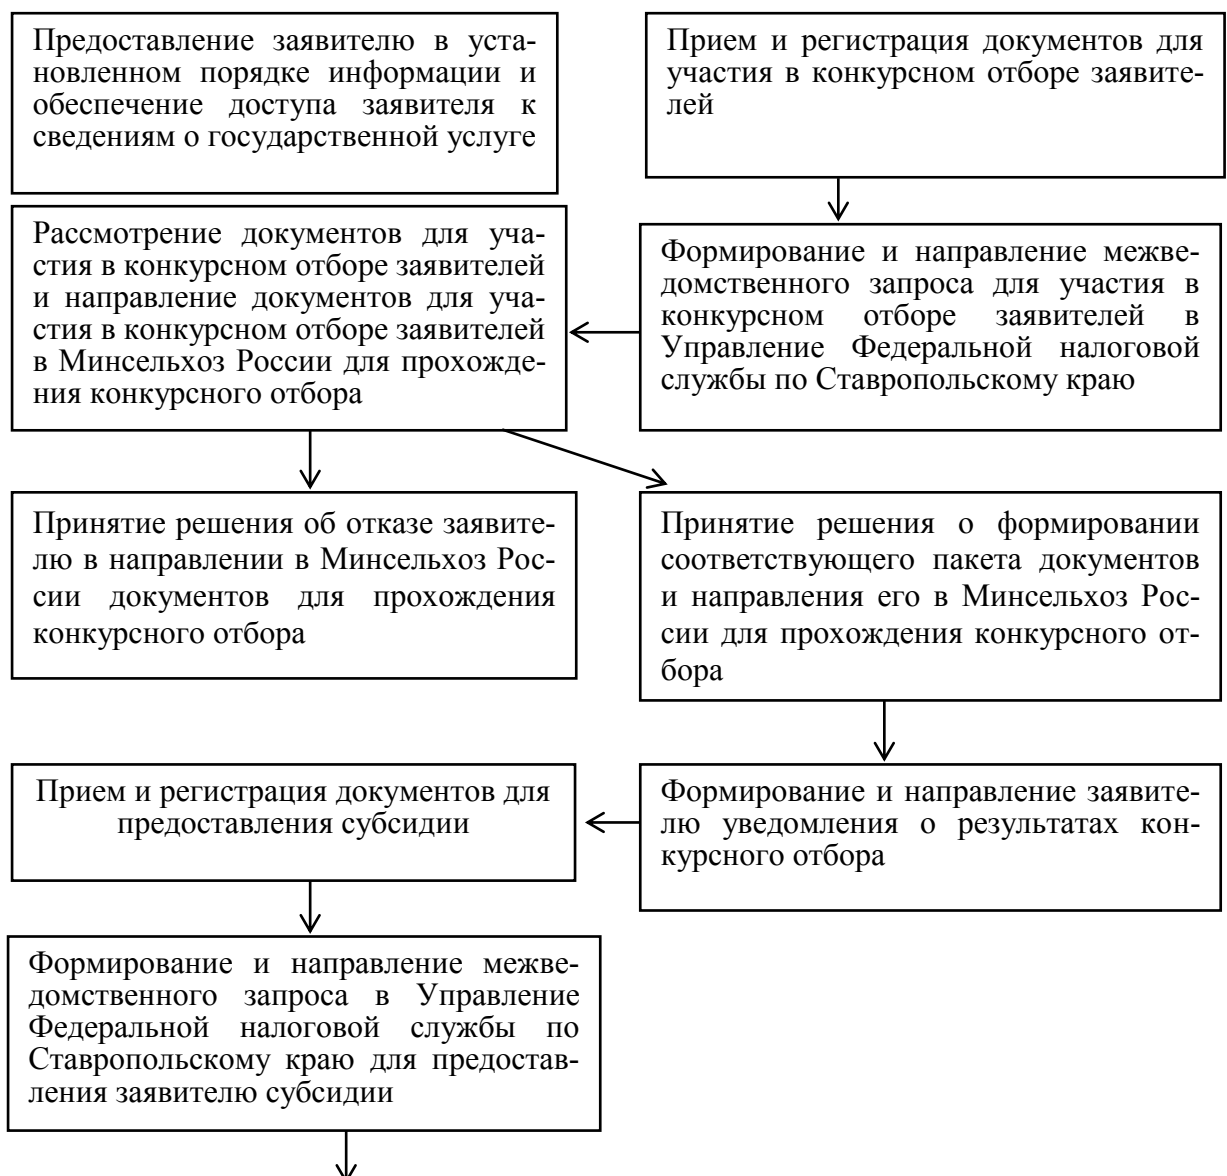 Предоставление заявителю в уста-
новленном порядке информации и
обеспечение доступа заявителя к
сведениям о государственной услуге
Прием и регистрация документов для
участия в конкурсном отборе заявите-
лей
Рассмотрение документов для уча-
стия в конкурсном отборе заявителей
и направление документов для уча-
стия в конкурсном отборе заявителей
в Минсельхоз России для прохожде-
ния конкурсного отбора
Формирование и направление межве-
домственного запроса для участия в
конкурсном отборе заявителей в
Управление Федеральной налоговой
службы по Ставропольскому краю
Принятие решения об отказе заявите-
лю в направлении в Минсельхоз Рос-
сии документов для прохождения
конкурсного отбора
Принятие решения о формировании
соответствующего пакета документов
и направления его в Минсельхоз Рос-
сии для прохождения конкурсного от-
бора
Прием и регистрация документов для
предоставления субсидии
Формирование и направление заявите-
лю уведомления о результатах кон-
курсного отбора
Формирование и направление межве-
домственного запроса в Управление
Федеральной налоговой службы по
Ставропольскому краю для предостав-
ления заявителю субсидии